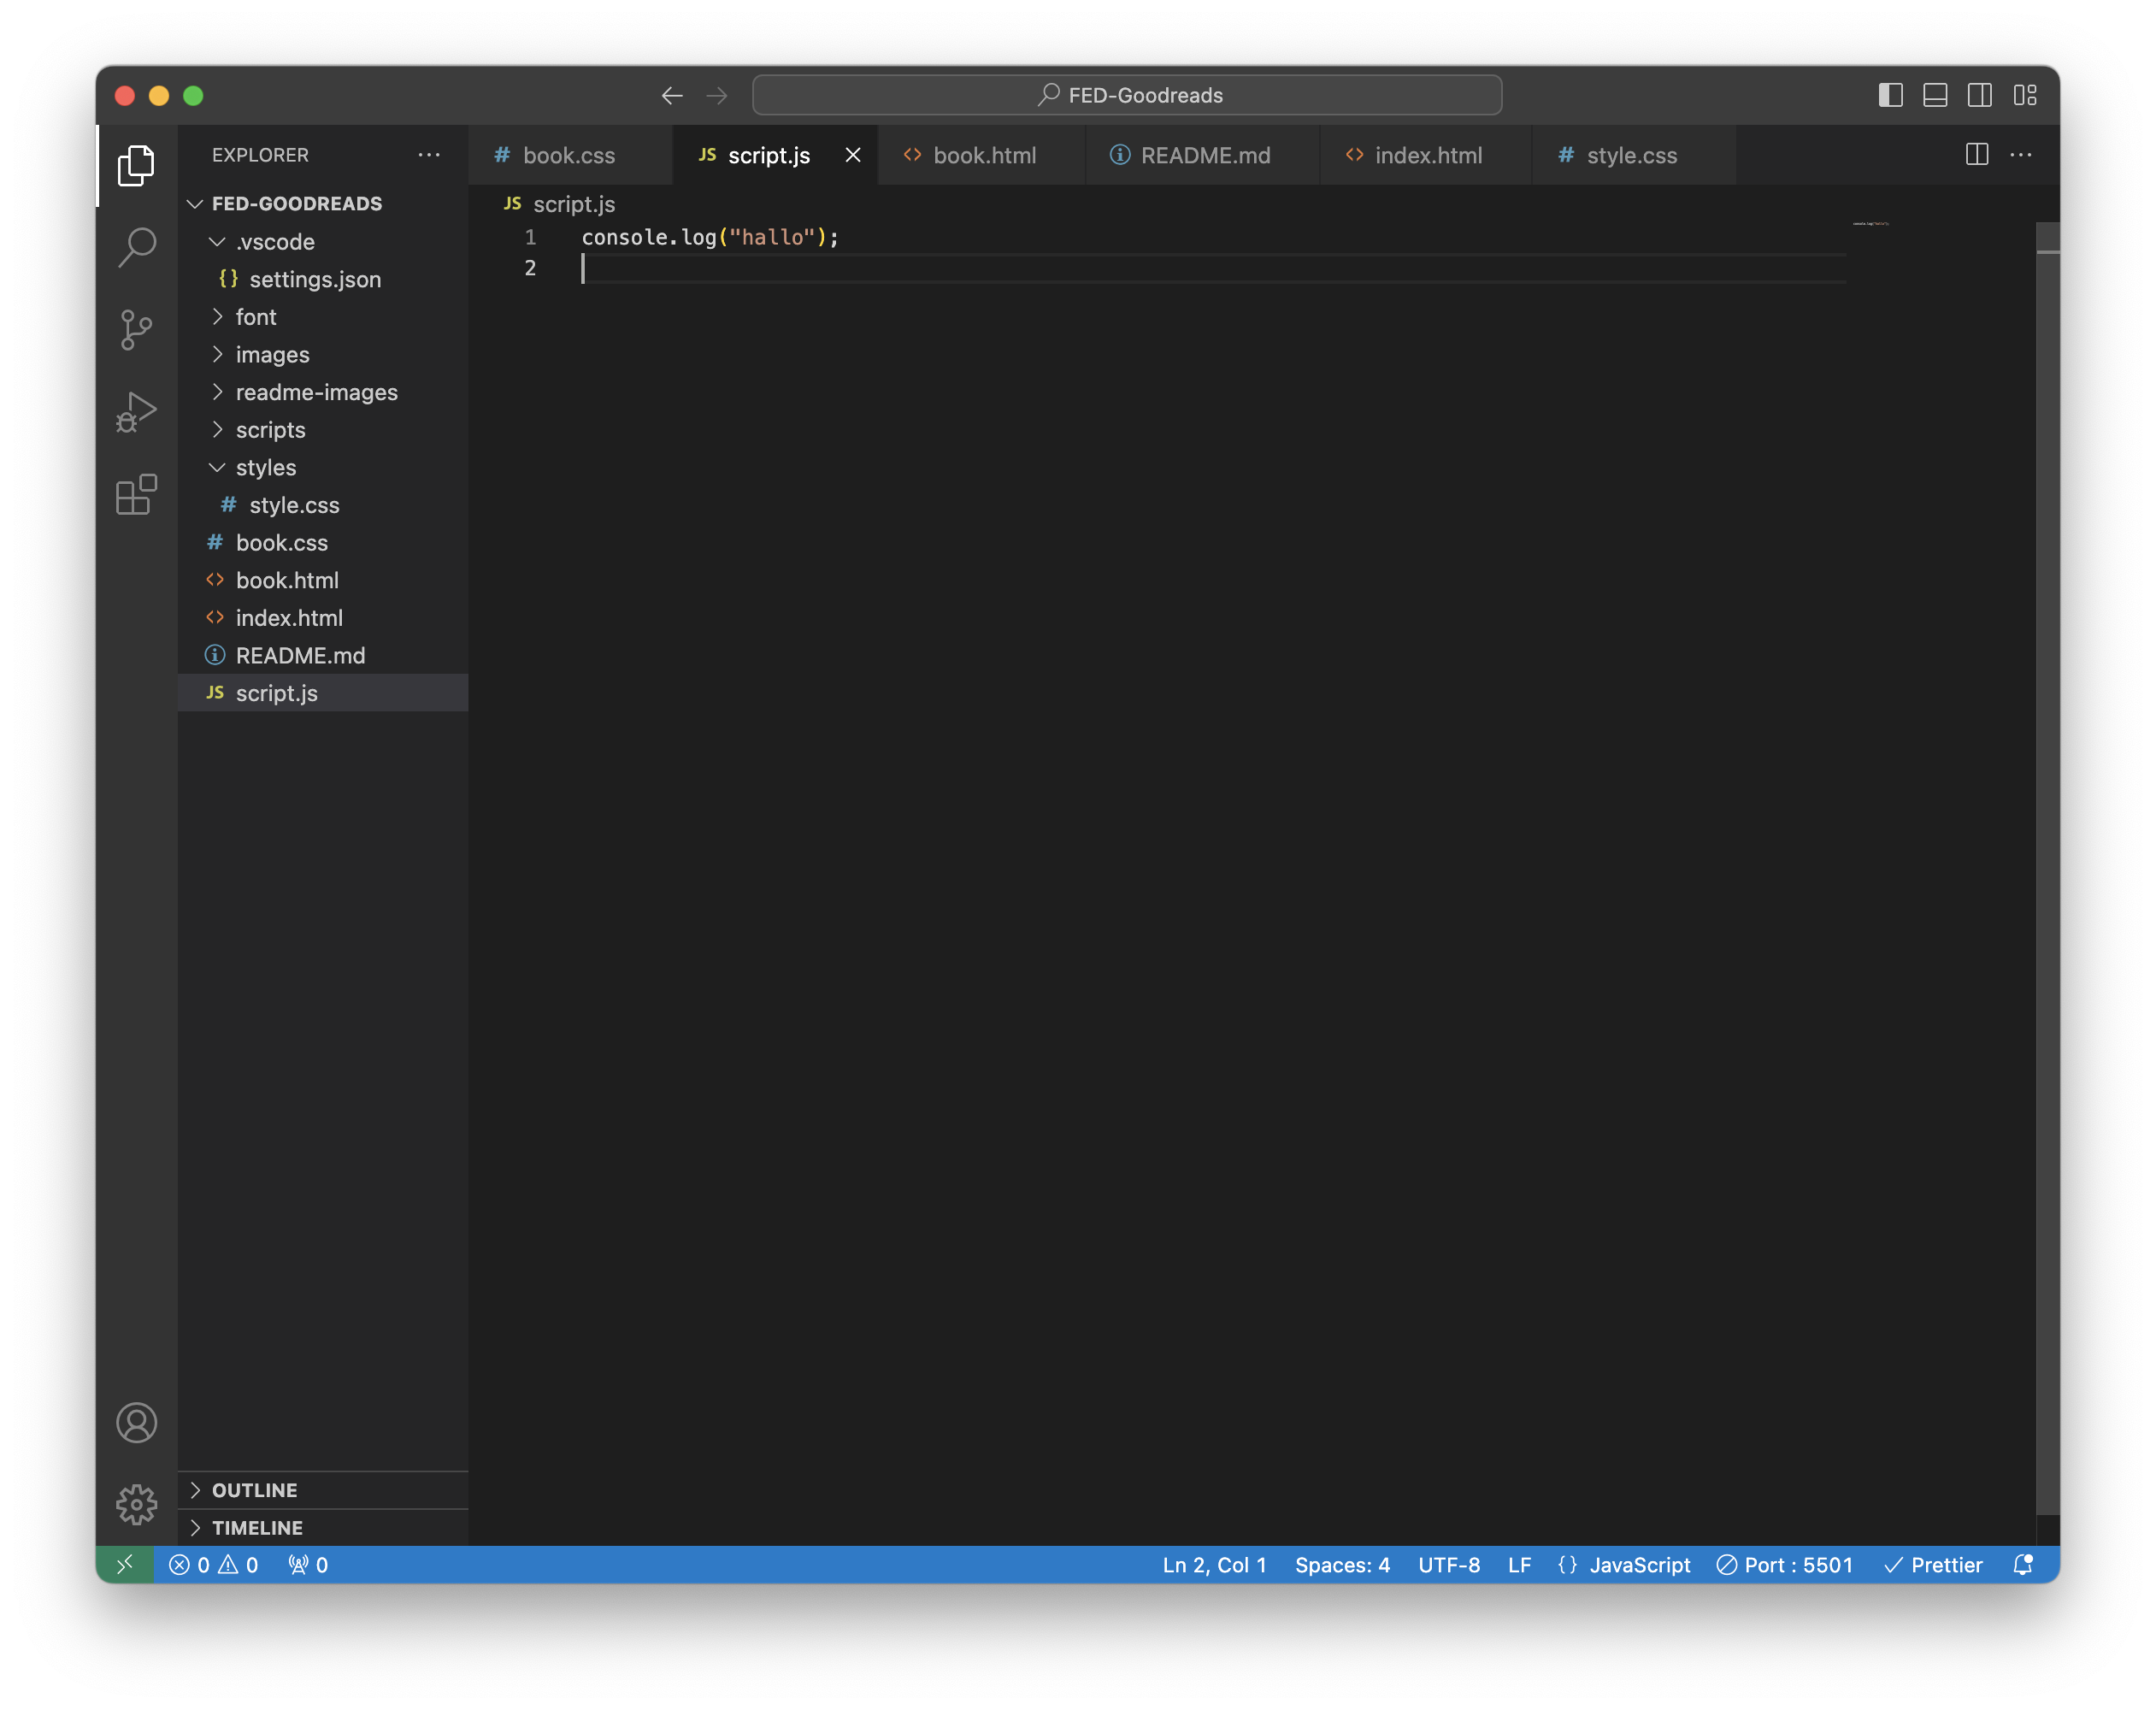 FED-Goodreads
EXPLORER
book.css
script.js
book.html
README.md
index.html
style.css
FED-GOODREADS
.vscode
settings.json
font
images
readme-images
scripts
styles
style.css
book.css
book.html
index.html
README.md
JS script.js
JS script.js
1 console.log("hallo");
2
OUTLINE
TIMELINE
0 0 0
Ln 2, Col 1 Spaces: 4 UTF-8 LF {} JavaScript Port : 5501 Prettier